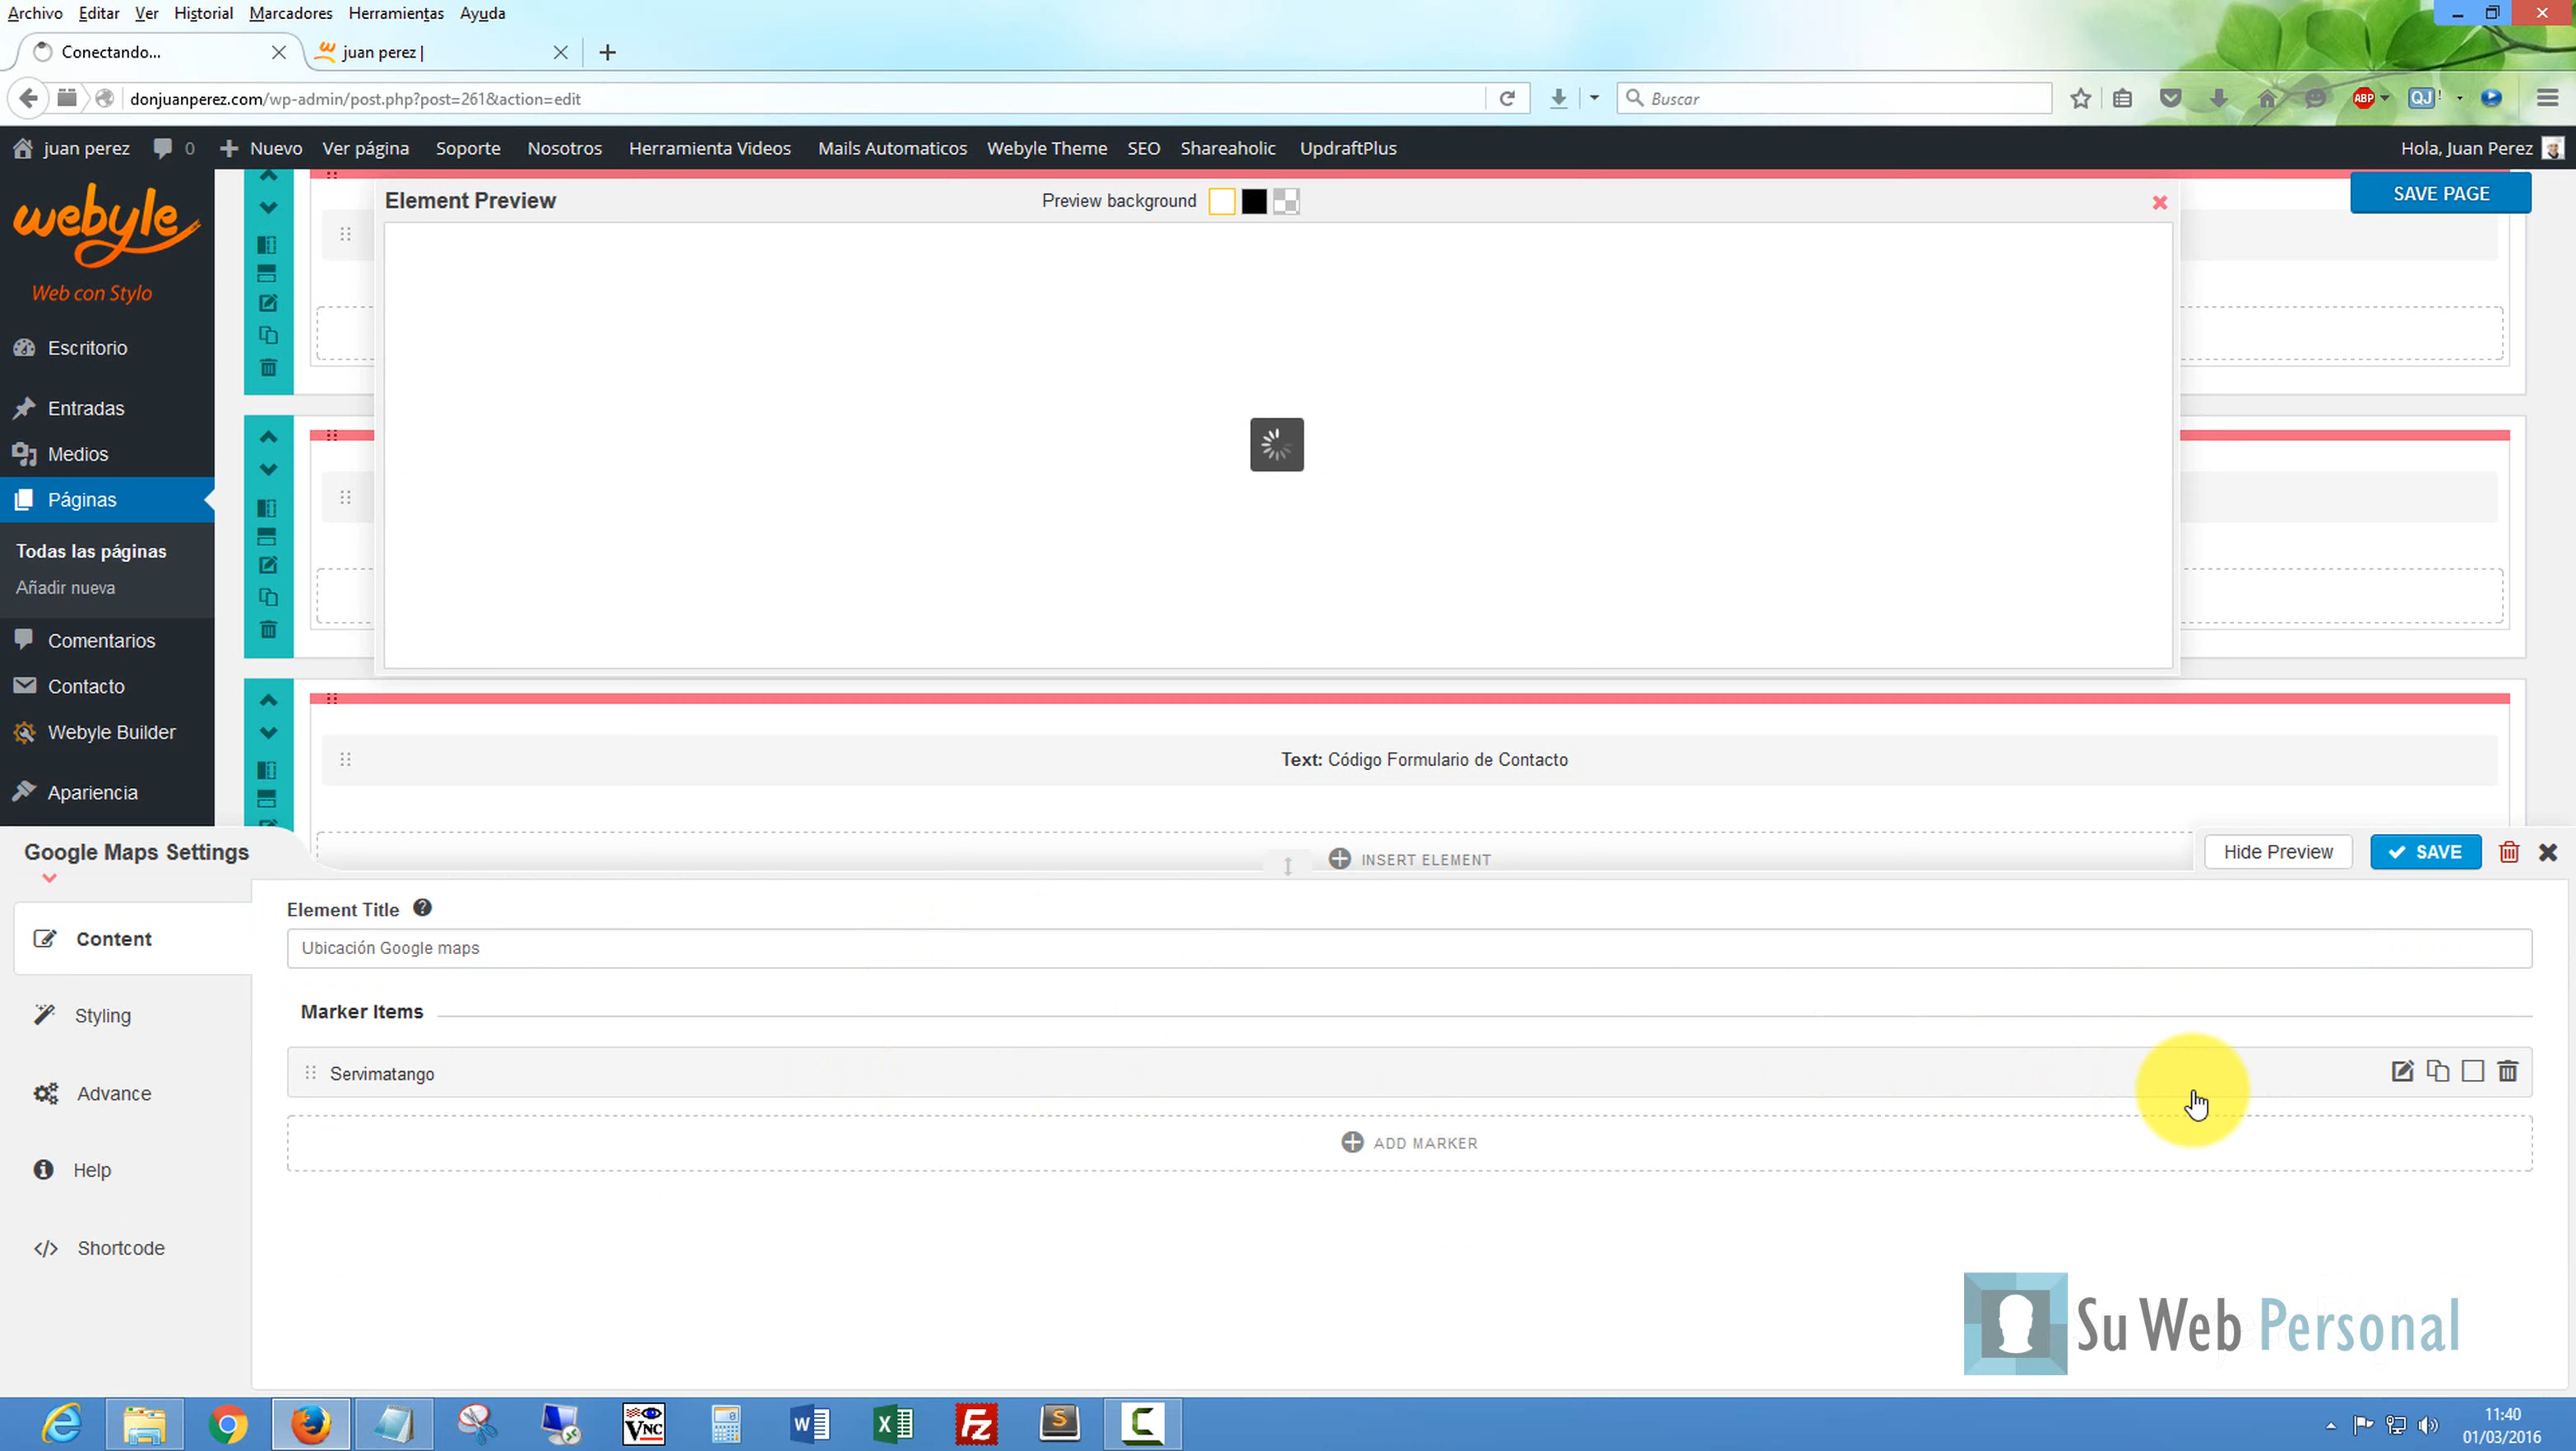 Archivo Editar Ver Historial Marcadores Herramientas Ayuda
Conectando...
juan perez |
donjuanperez.com/wp-admin/post.php?post=261&action=edit
Buscar
ABP
QJ !
juan perez 0 Nuevo Ver página Soporte Nosotros Herramienta Videos Mails Automaticos Webyle Theme SEO Shareaholic UpdraftPlus
Hola, Juan Perez
webyle
Web con Stylo
Element Preview
Preview background
SAVE PAGE
Escritorio
Entradas
Medios
Páginas
Todas las páginas
Añadir nueva
Comentarios
Contacto
Webyle Builder
Apariencia
Text: Código Formulario de Contacto
INSERT ELEMENT
Google Maps Settings
Hide Preview
SAVE
Content
Styling
Advance
Help
Shortcode
Element Title
Ubicación Google maps
Marker Items
Servimatango
ADD MARKER
Su Web Personal
11:40
01/03/2016